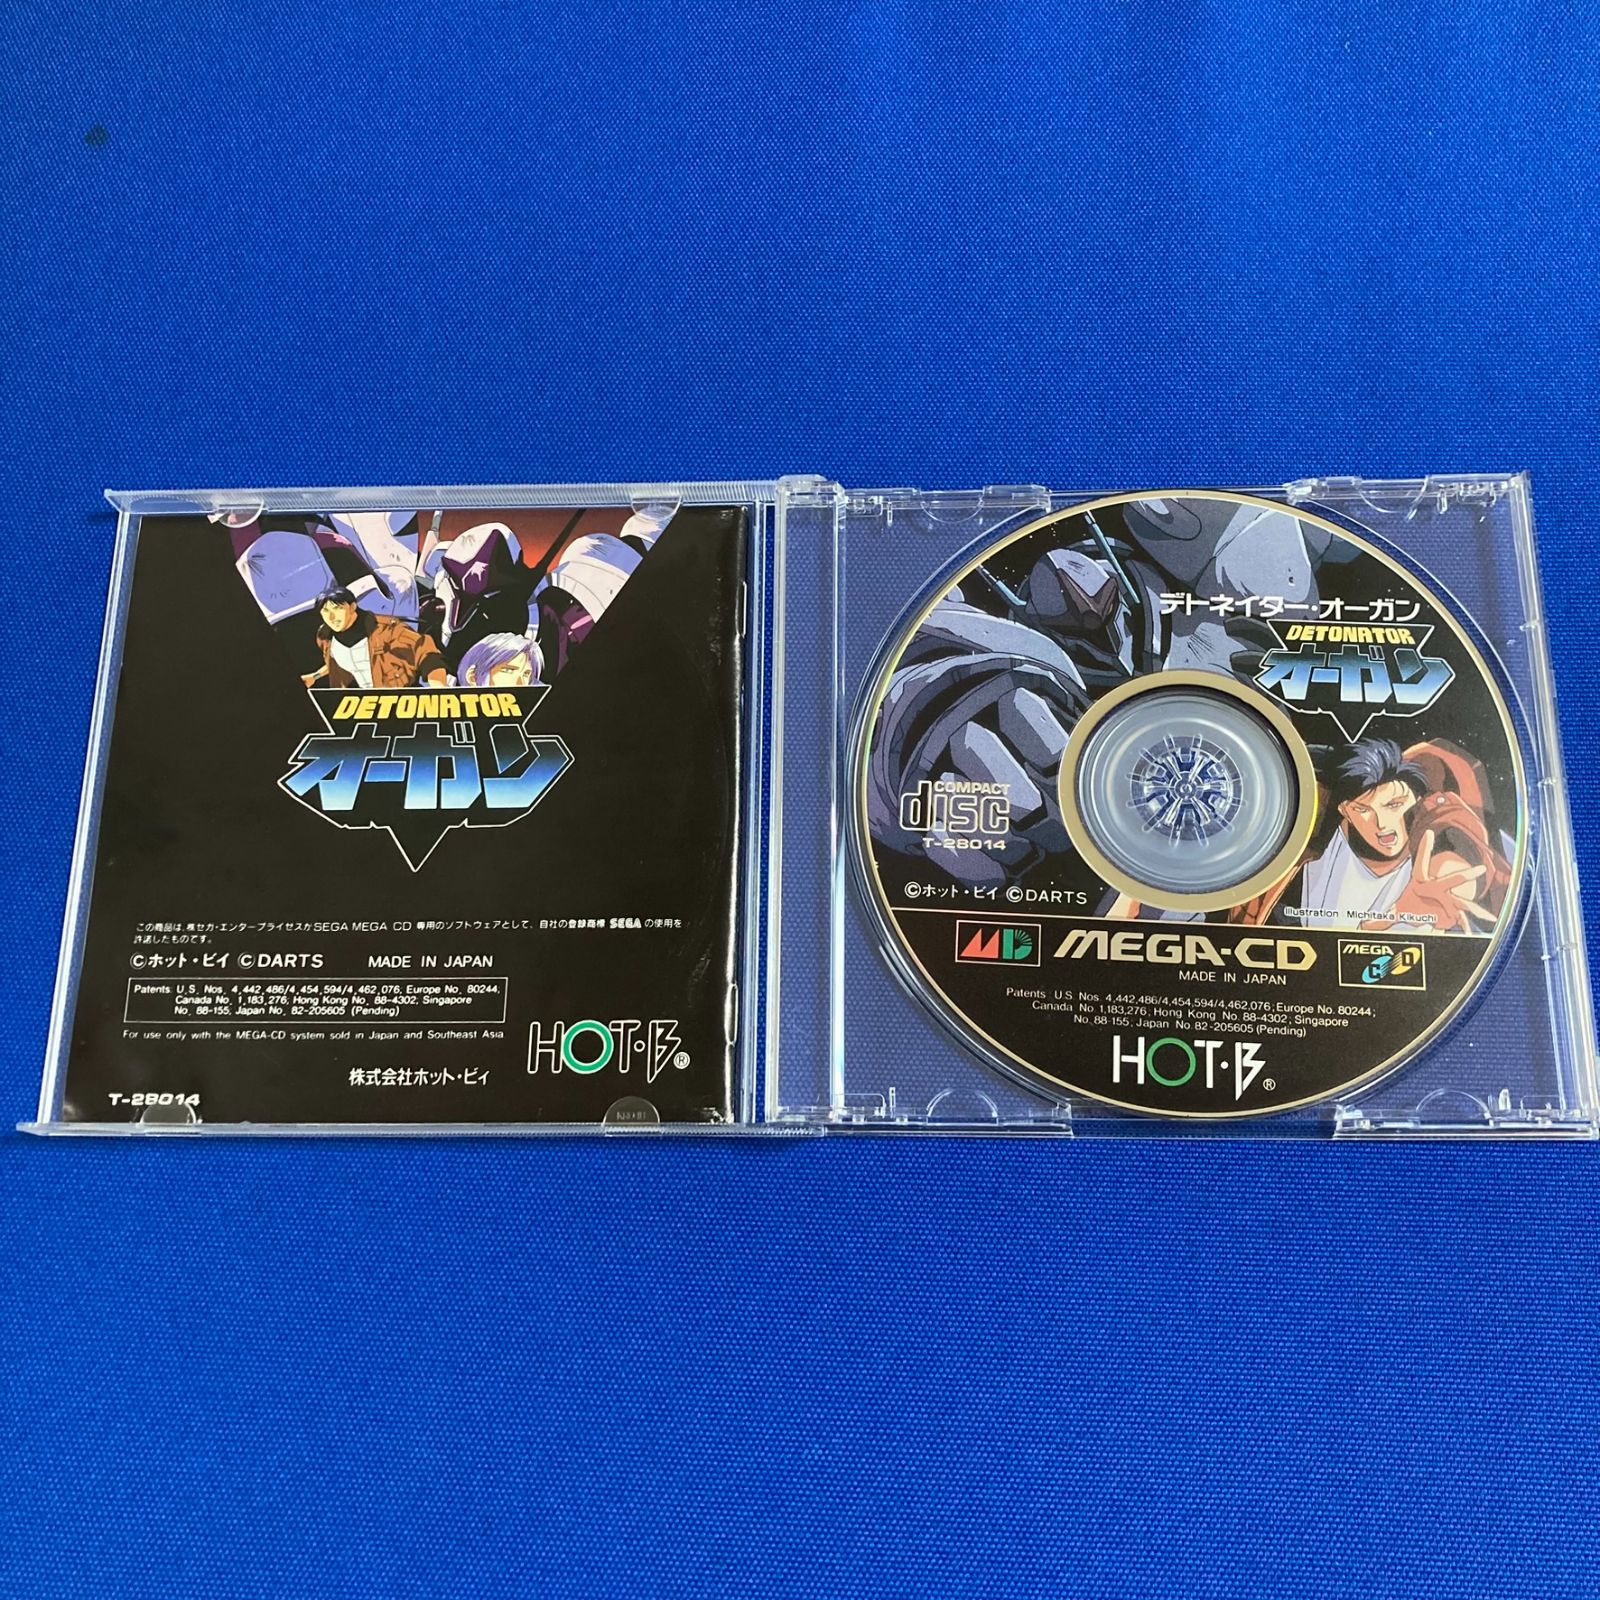 DETONATOR
オーガン
この商品は、株セガ・エンタープライゼスがSEGA MEGA CD 専用のソフトウェアとして、自社の登録商標 SEGA の使用を
許諾したものです。
©ホット・ビイ ©DARTS MADE IN JAPAN
Patents: U.S. Nos. 4,442,486/4,454,594/4,462,076; Europe No. 80244;
Canada No. 1,183,276; Hong Kong No. 88-4302; Singapore
No. 88-155; Japan No. 82-205605 (Pending)
For use only with the MEGA-CD system sold in Japan and Southeast Asia
HOT・B®
株式会社ホット・ビィ
T-28014
デトネイター・オーガン
DETONATOR
オーガン
COMPACT
disc
T-28014
©ホット・ビイ ©DARTS
Illustration Michitaka Kikuchi
MD MEGA-CD MEGA CD
MADE IN JAPAN
Patents: U.S. Nos. 4,442,486/4,454,594/4,462,076; Europe No. 80244;
Canada No. 1,183,276; Hong Kong No. 88-4302; Singapore
No. 88-155; Japan No. 82-205605 (Pending)
HOT・B®